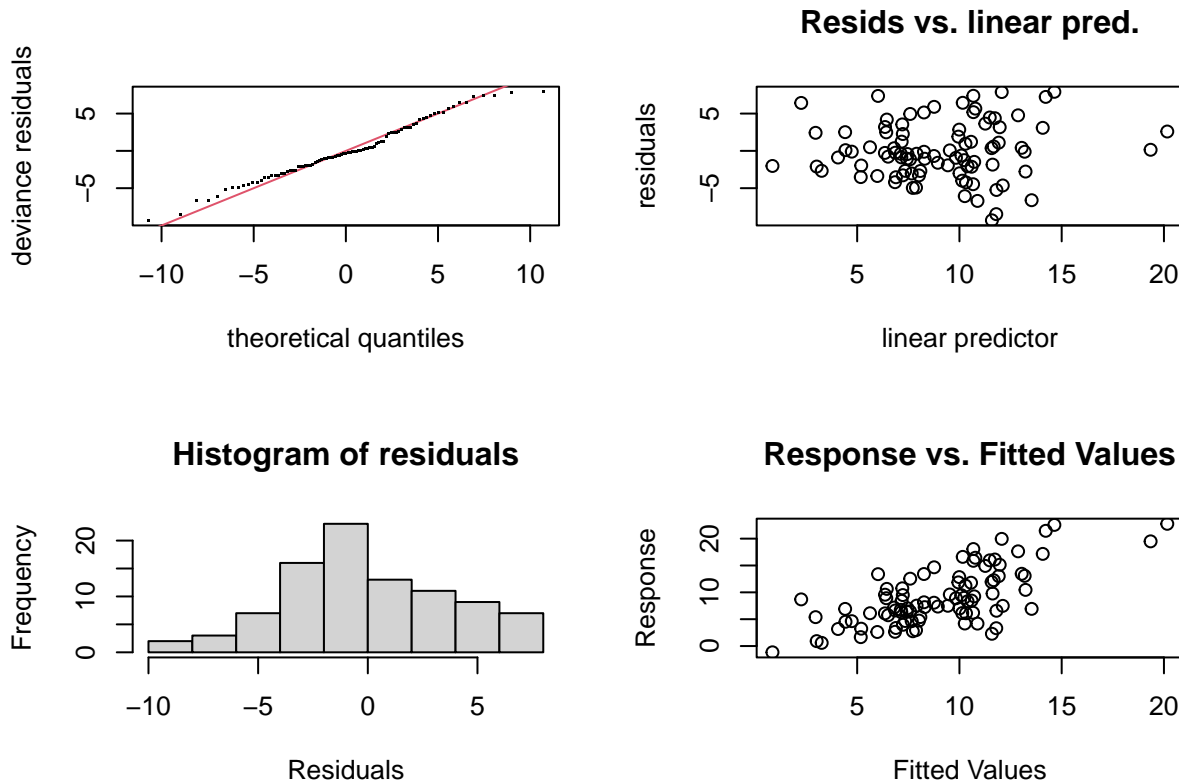 deviance residuals
5
−5
−10
−5
0
5
10
theoretical quantiles
Resids vs. linear pred.
residuals
5
−5
5
10
15
20
linear predictor
Histogram of residuals
Frequency
20
10
0
−10
−5
0
5
Residuals
Response vs. Fitted Values
Response
20
10
0
5
10
15
20
Fitted Values